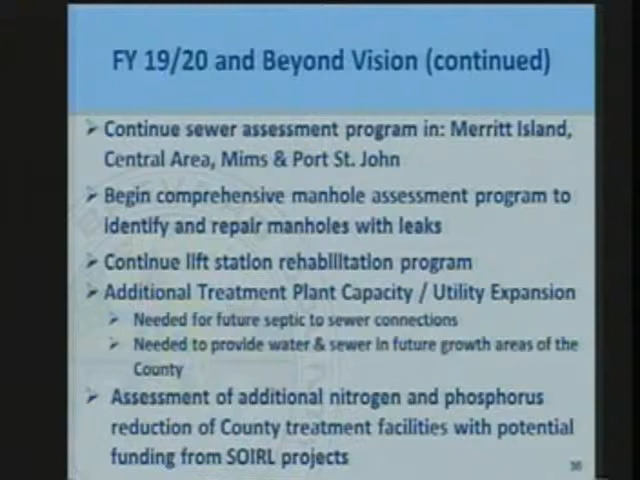 FY 19/20 and Beyond Vision (continued)
➢ Continue sewer assessment program in: Merritt Island,
Central Area, Mims & Port St. John
➢ Begin comprehensive manhole assessment program to
identify and repair manholes with leaks
➢ Continue lift station rehabilitation program
➢ Additional Treatment Plant Capacity / Utility Expansion
➢ Needed for future septic to sewer connections
➢ Needed to provide water & sewer in future growth areas of the
County
➢ Assessment of additional nitrogen and phosphorus
reduction of County treatment facilities with potential
funding from SOIRL projects